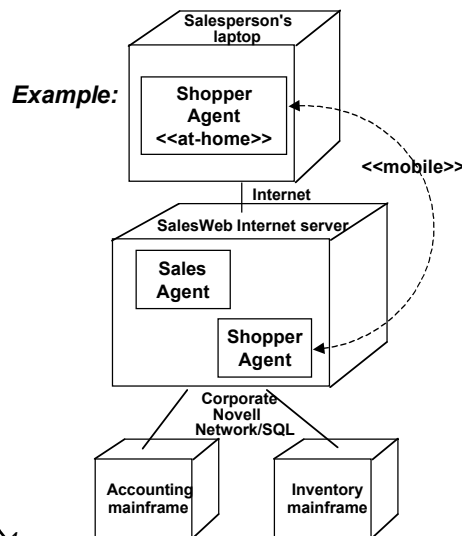 Salesperson's
laptop
Example:
Shopper
Agent
<<at-home>>
<<mobile>>
Internet
SalesWeb Internet server
Sales
Agent
Shopper
Agent
Corporate
Novell
Network/SQL
Accounting
mainframe
Inventory
mainframe